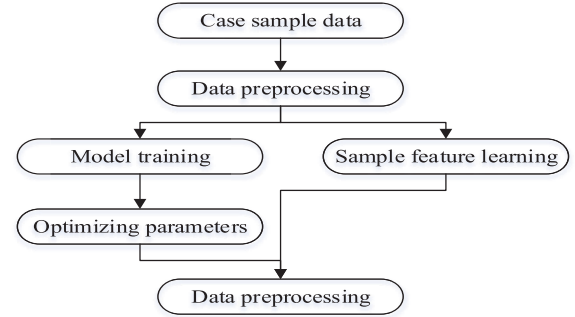 Case sample data
Data preprocessing
Model training
Sample feature learning
Optimizing parameters
Data preprocessing